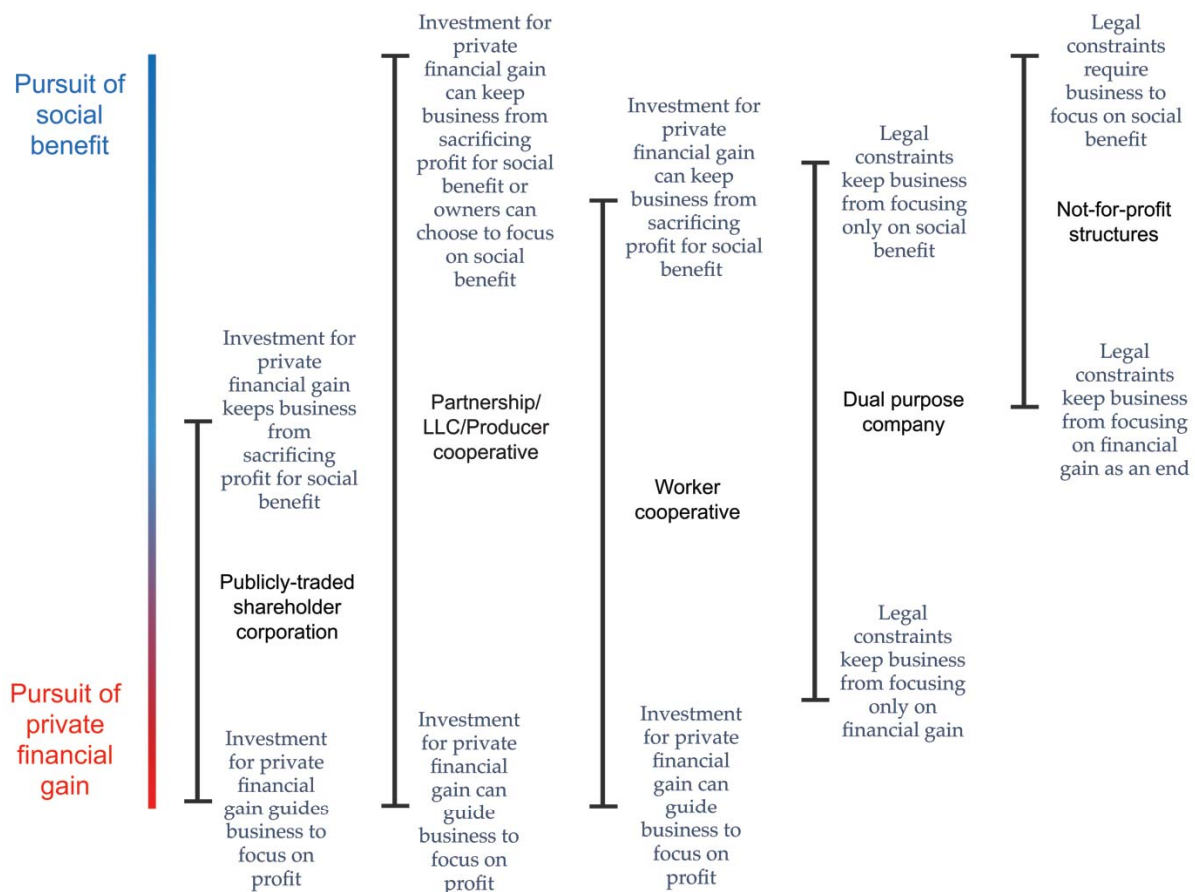 Pursuit of
social
benefit
Pursuit of
private
financial
gain
Investment for
private
financial gain
keeps business
from
sacrificing
profit for social
benefit
Publicly-traded
shareholder
corporation
Investment
for private
financial
gain guides
business to
focus on
profit
Investment for
private
financial gain
can keep
business from
sacrificing
profit for social
benefit or
owners can
choose to focus
on social
benefit
Partnership/
LLC/Producer
cooperative
Investment
for private
financial
gain can
guide
business to
focus on
profit
Investment for
private
financial gain
can keep
business from
sacrificing
profit for social
benefit
Worker
cooperative
Investment
for private
financial
gain can
guide
business to
focus on
profit
Legal
constraints
keep business
from focusing
only on social
benefit
Dual purpose
company
Legal
constraints
keep business
from focusing
only on
financial gain
Legal
constraints
require
business to
focus on social
benefit
Not-for-profit
structures
Legal
constraints
keep business
from focusing
on financial
gain as an end